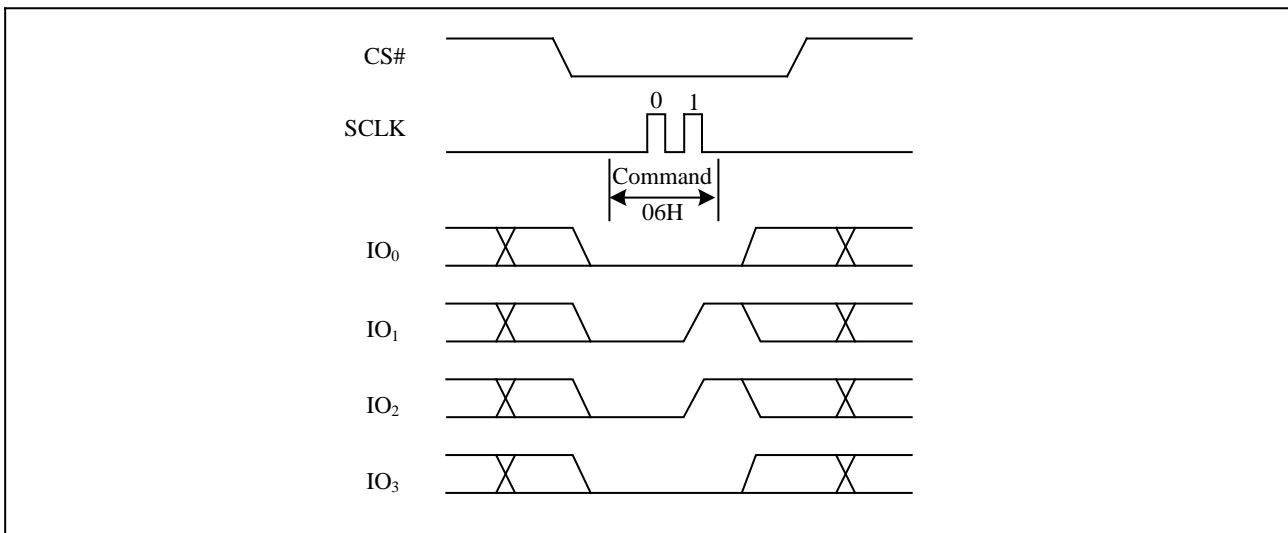 CS#
0 1
SCLK
Command
06H
IO₀
IO₁
IO₂
IO₃